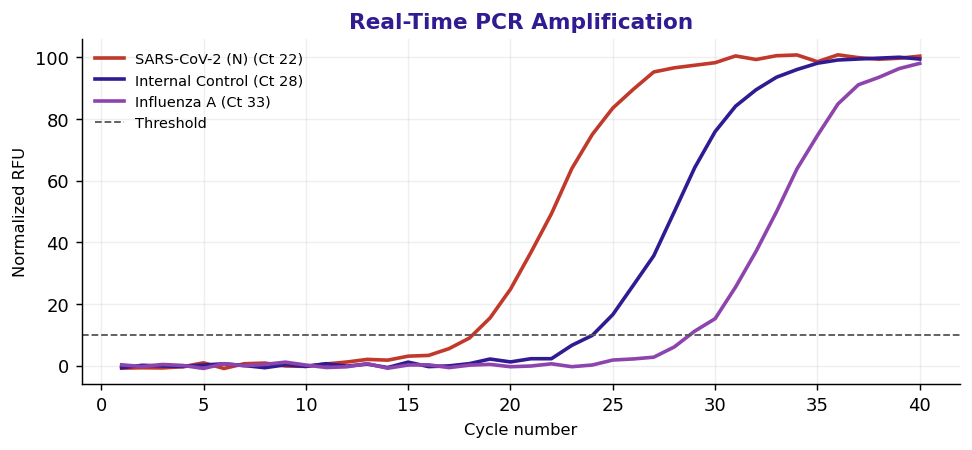 Real-Time PCR Amplification
SARS-CoV-2 (N) (Ct 22)
Internal Control (Ct 28)
Influenza A (Ct 33)
Threshold
Normalized RFU
100
80
60
40
20
0
0 5 10 15 20 25 30 35 40
Cycle number